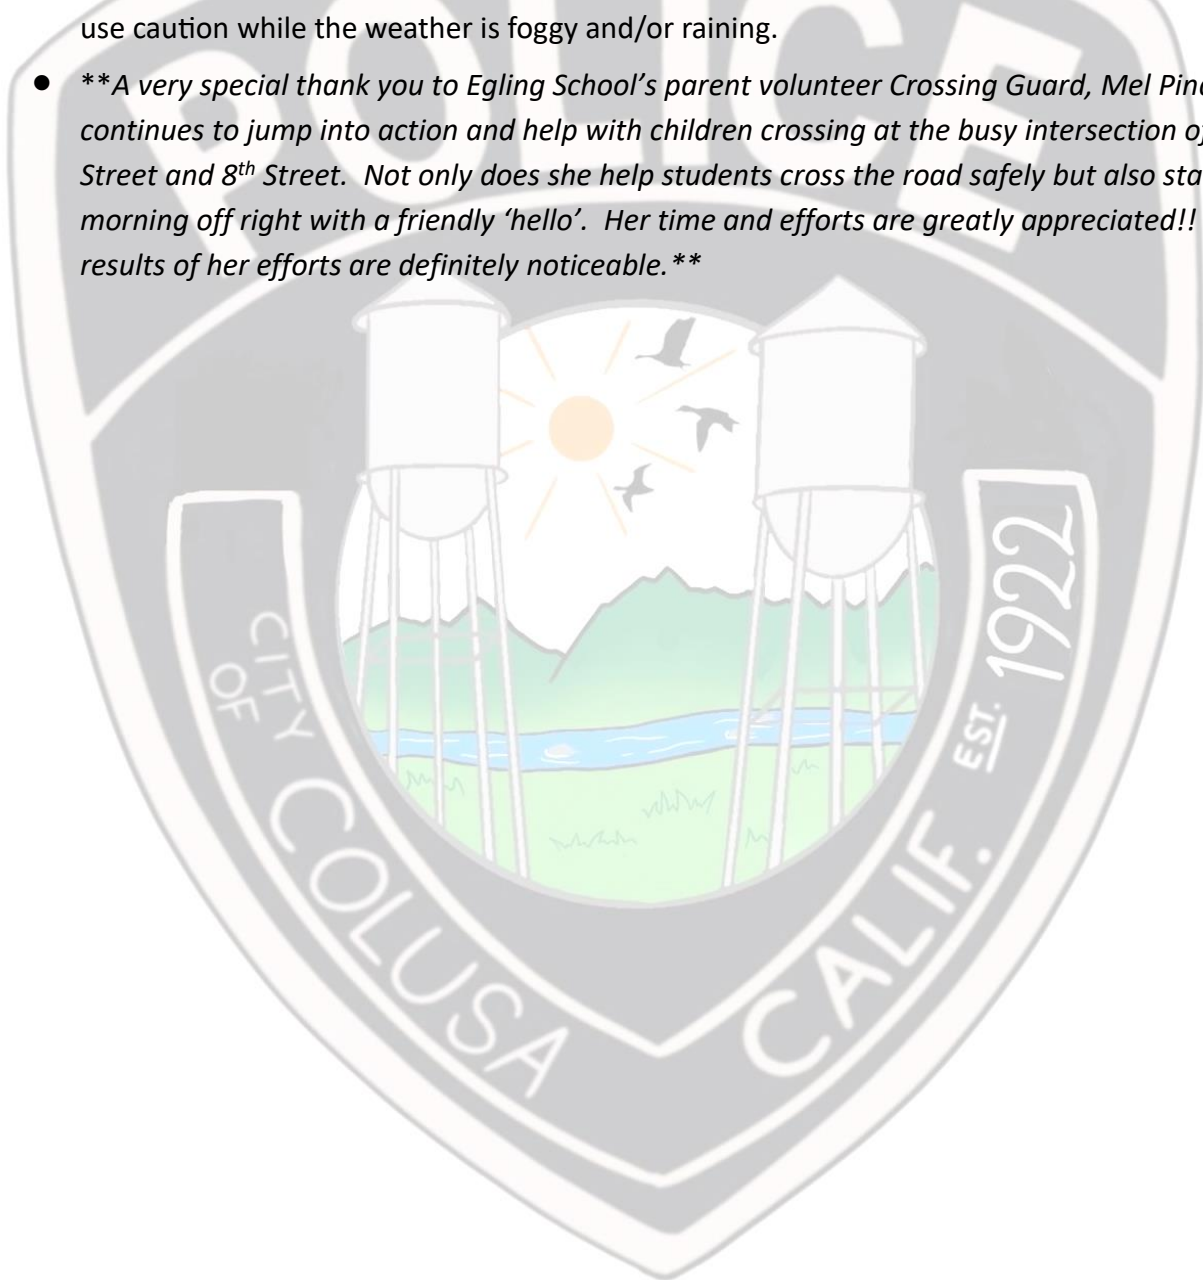 use caution while the weather is foggy and/or raining.
● **A very special thank you to Egling School's parent volunteer Crossing Guard, Mel
continues to jump into action and help with children crossing at the busy intersection
Street and 8th Street.  Not only does she help students cross the road safely but also
morning off right with a friendly ‘hello’.  Her time and efforts are greatly appreciated!!
results of her efforts are definitely noticeable.**
POLICE
CITY OF COLUSA CALIF. EST. 1922